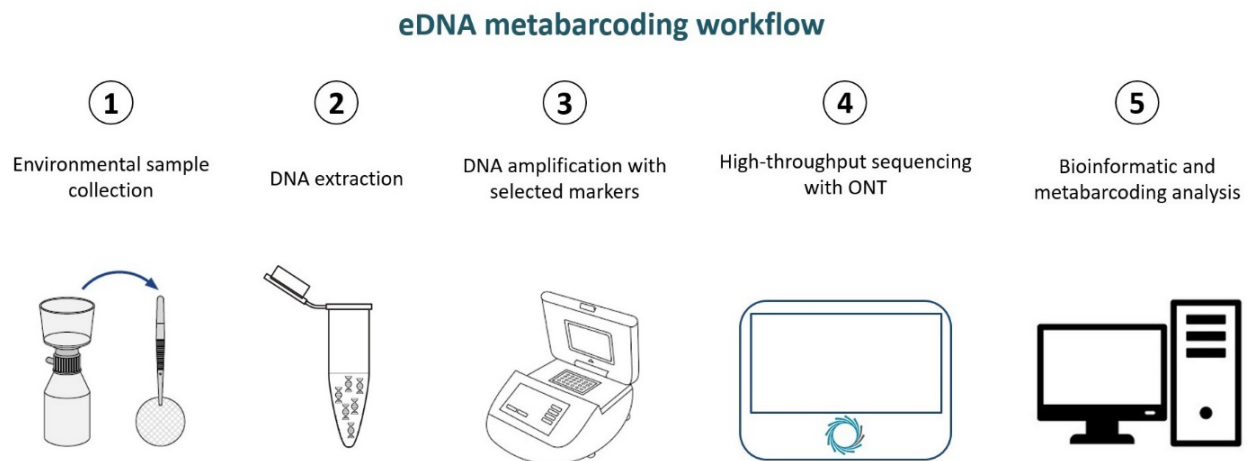 eDNA metabarcoding workflow
1
Environmental sample
collection
2
DNA extraction
3
DNA amplification with
selected markers
4
High-throughput sequencing
with ONT
5
Bioinformatic and
metabarcoding analysis